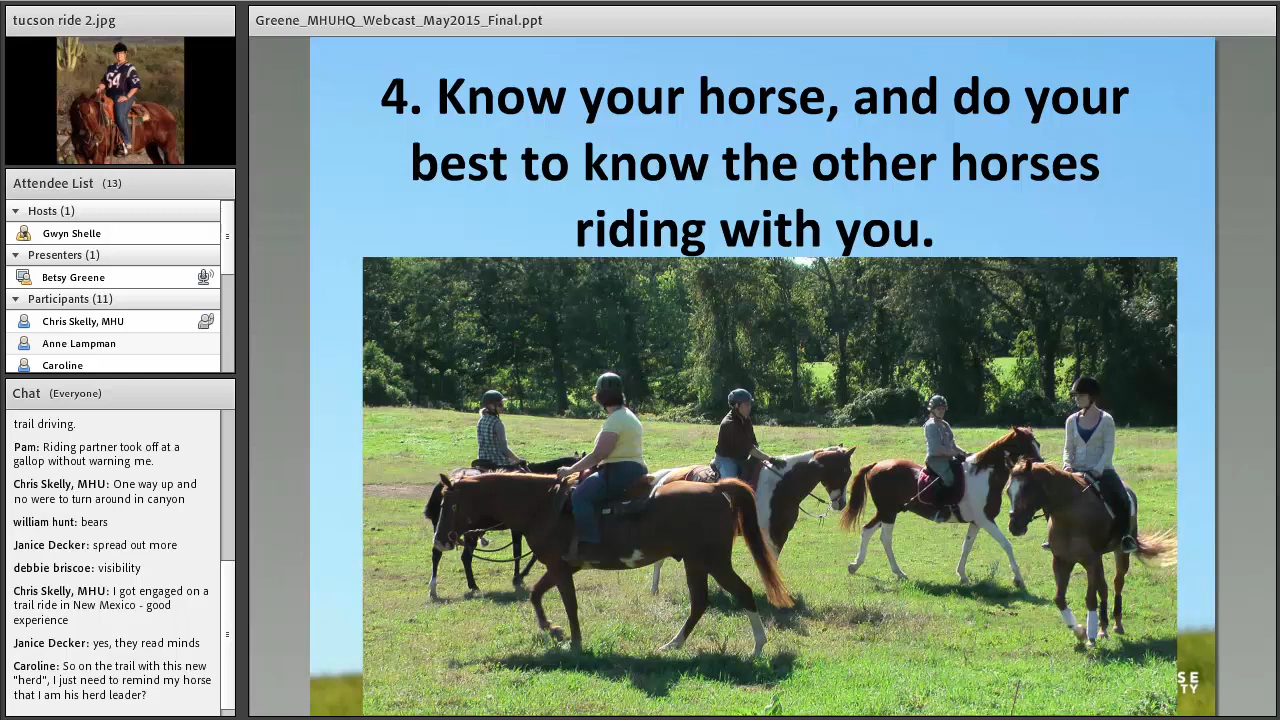 tucson ride 2.jpg
Greene_MHUHQ_Webcast_May2015_Final.ppt
54
Attendee List (13)
Hosts (1)
Gwyn Shelle
Presenters (1)
Betsy Greene
Participants (11)
Chris Skelly, MHU
Anne Lampman
Caroline
Chat (Everyone)
trail driving.
Pam: Riding partner took off at a
gallop without warning me.
Chris Skelly, MHU: One way up and
no were to turn around in canyon
william hunt: bears
Janice Decker: spread out more
debbie briscoe: visibility
Chris Skelly, MHU: I got engaged on a
trail ride in New Mexico - good
experience
Janice Decker: yes, they read minds
Caroline: So on the trail with this new
"herd", I just need to remind my horse
that I am his herd leader?
4. Know your horse, and do your
best to know the other horses
riding with you.
SE
TY